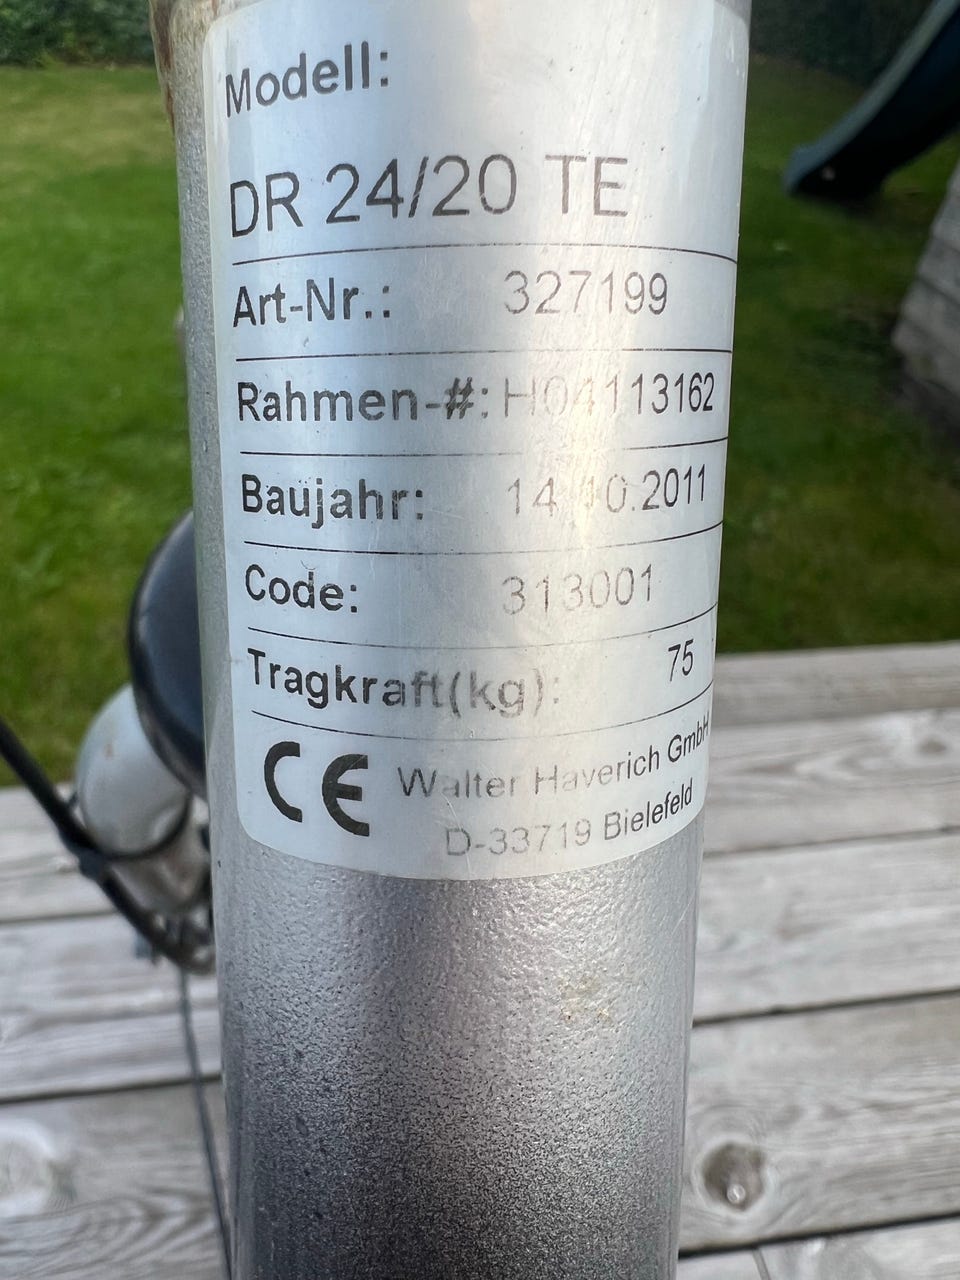 Modell:
DR 24/20 TE
Art-Nr.: 327199
Rahmen-#: H04113162
Baujahr: 14.10.2011
Code: 313001
Tragkraft(kg): 75
CE Walter Haverich GmbH
D-33719 Bielefeld